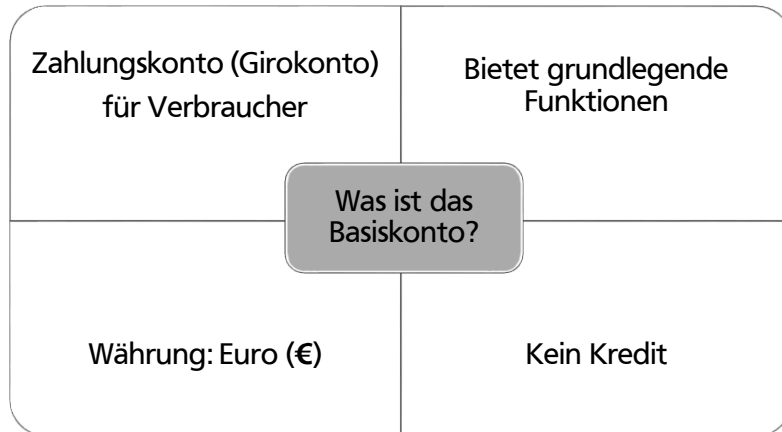 Zahlungskonto (Girokonto)
für Verbraucher
Bietet grundlegende
Funktionen
Was ist das
Basiskonto?
Währung: Euro (€)
Kein Kredit